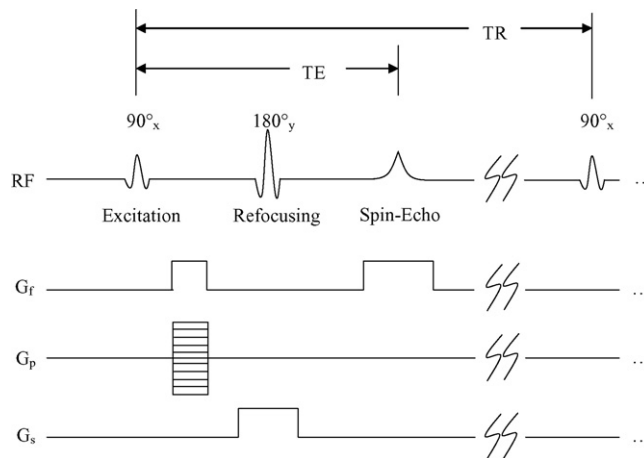 TR
TE
90°x 180°y 90°x
RF ...
Excitation Refocusing Spin-Echo
Gf ...
Gp ...
Gs ...